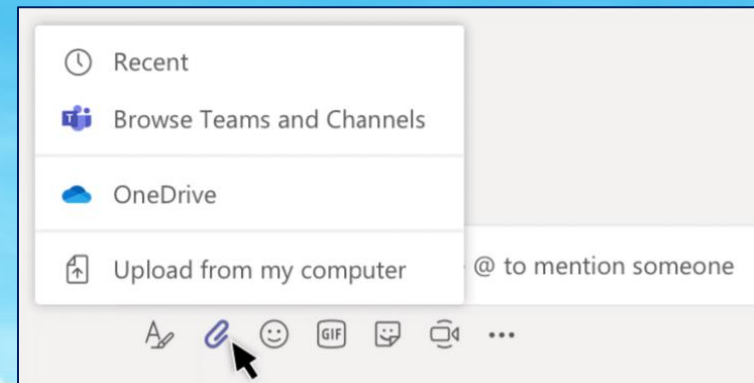 Recent
Browse Teams and Channels
OneDrive
Upload from my computer
@ to mention someone
GIF